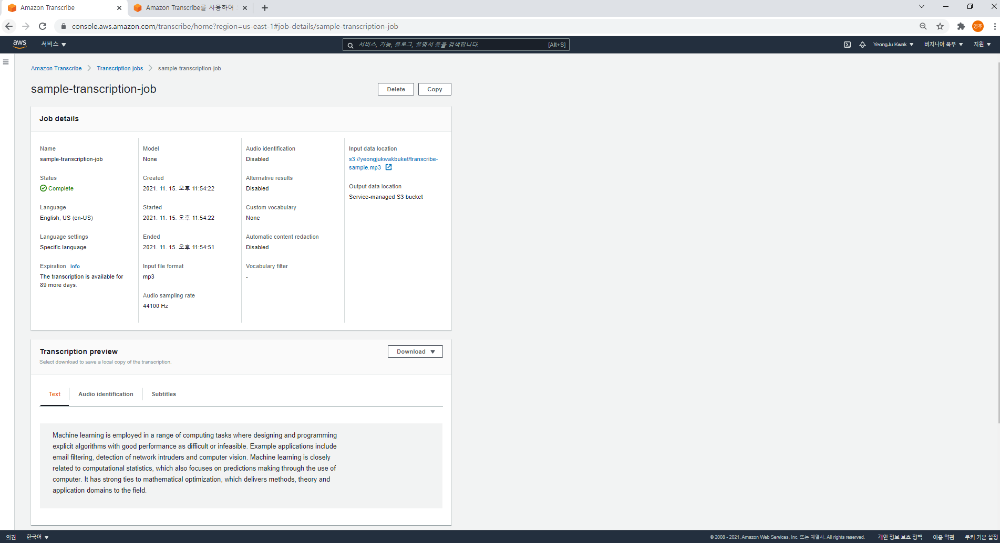 Amazon Transcribe
Amazon Transcribe를 사용하여
console.aws.amazon.com/transcribe/home?region=us-east-1#job-details/sample-transcription-job
영주
aws
서비스
서비스, 기능, 블로그, 설명서 등을 검색합니다.
[Alt+S]
YeongJu Kwak
버지니아 북부
지원
Amazon Transcribe
Transcription jobs
sample-transcription-job
sample-transcription-job
Delete
Copy
Job details
Name
sample-transcription-job
Status
Complete
Language
English, US (en-US)
Language settings
Specific language
Expiration Info
The transcription is available for
89 more days.
Model
None
Created
2021. 11. 15. 오후 11:54:22
Started
2021. 11. 15. 오후 11:54:22
Ended
2021. 11. 15. 오후 11:54:51
Input file format
mp3
Audio sampling rate
44100 Hz
Audio identification
Disabled
Alternative results
Disabled
Custom vocabulary
None
Automatic content redaction
Disabled
Vocabulary filter
-
Input data location
s3://yeongjukwakbuket/transcribe-
sample.mp3
Output data location
Service-managed S3 bucket
Transcription preview
Select download to save a local copy of the transcription.
Download
Text
Audio identification
Subtitles
Machine learning is employed in a range of computing tasks where designing and programming
explicit algorithms with good performance as difficult or infeasible. Example applications include
email filtering, detection of network intruders and computer vision. Machine learning is closely
related to computational statistics, which also focuses on predictions making through the use of
computer. It has strong ties to mathematical optimization, which delivers methods, theory and
application domains to the field.
의견
한국어
© 2008 - 2021, Amazon Web Services, Inc. 또는 계열사. All rights reserved.
개인 정보 보호 정책
이용 약관
쿠키 기본 설정